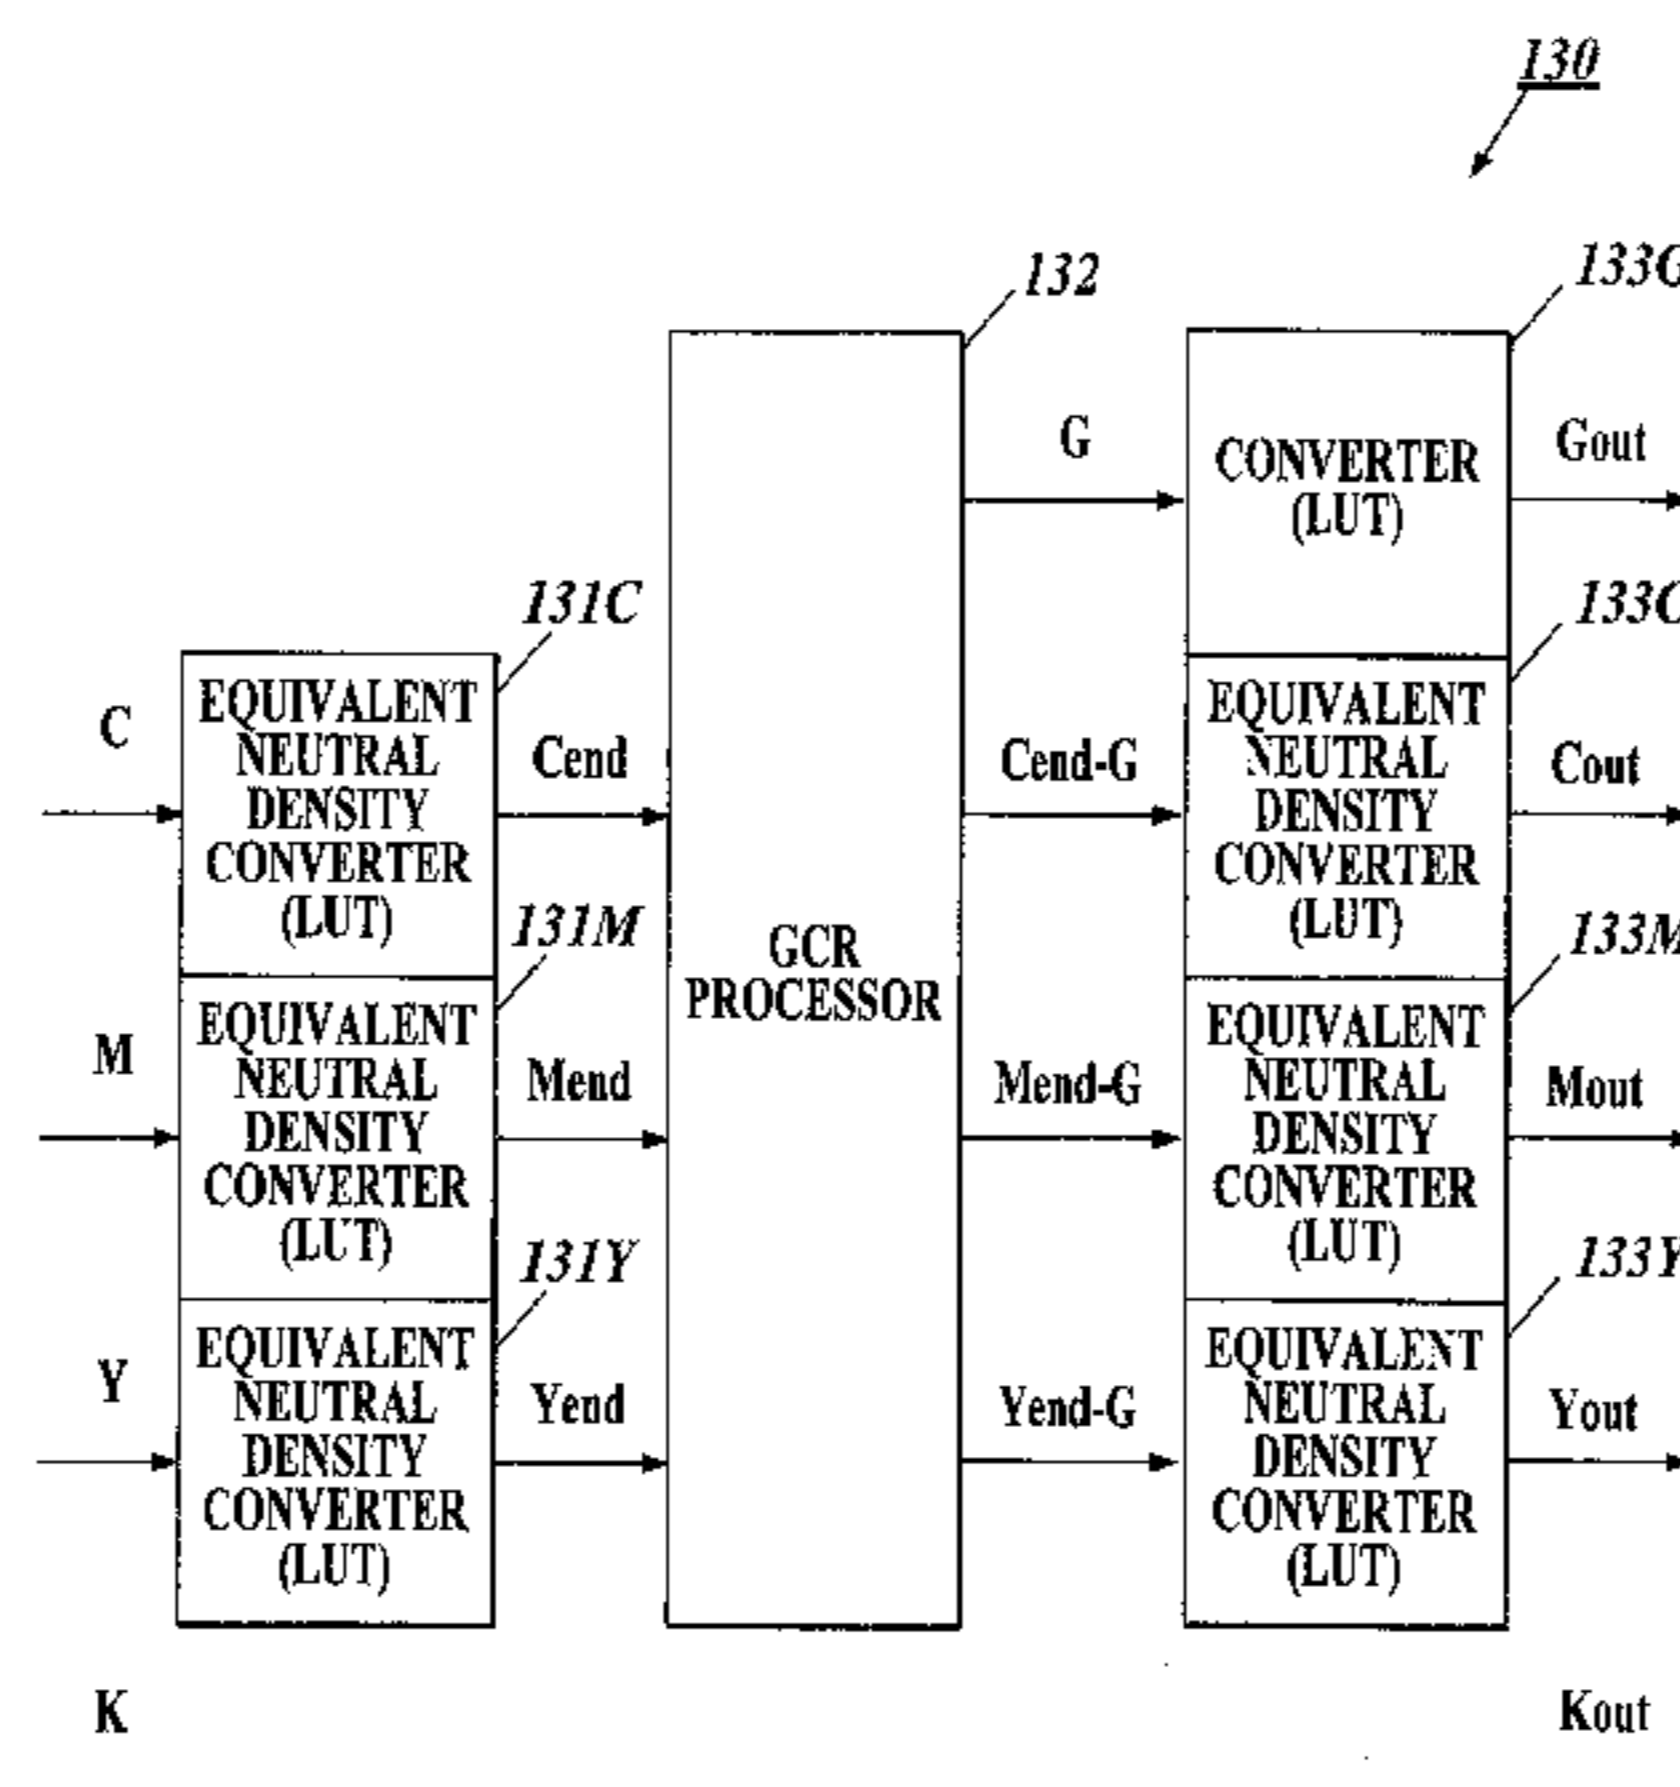 130
132
133G
G
CONVERTER
(LUT)
Gout
131C
133C
C
EQUIVALENT
NEUTRAL
DENSITY
CONVERTER
(LUT)
Cend
Cend-G
EQUIVALENT
NEUTRAL
DENSITY
CONVERTER
(LUT)
Cout
131M
133M
GCR
PROCESSOR
M
EQUIVALENT
NEUTRAL
DENSITY
CONVERTER
(LUT)
Mend
Mend-G
EQUIVALENT
NEUTRAL
DENSITY
CONVERTER
(LUT)
Mout
131Y
133Y
Y
EQUIVALENT
NEUTRAL
DENSITY
CONVERTER
(LUT)
Yend
Yend-G
EQUIVALENT
NEUTRAL
DENSITY
CONVERTER
(LUT)
Yout
K
Kout